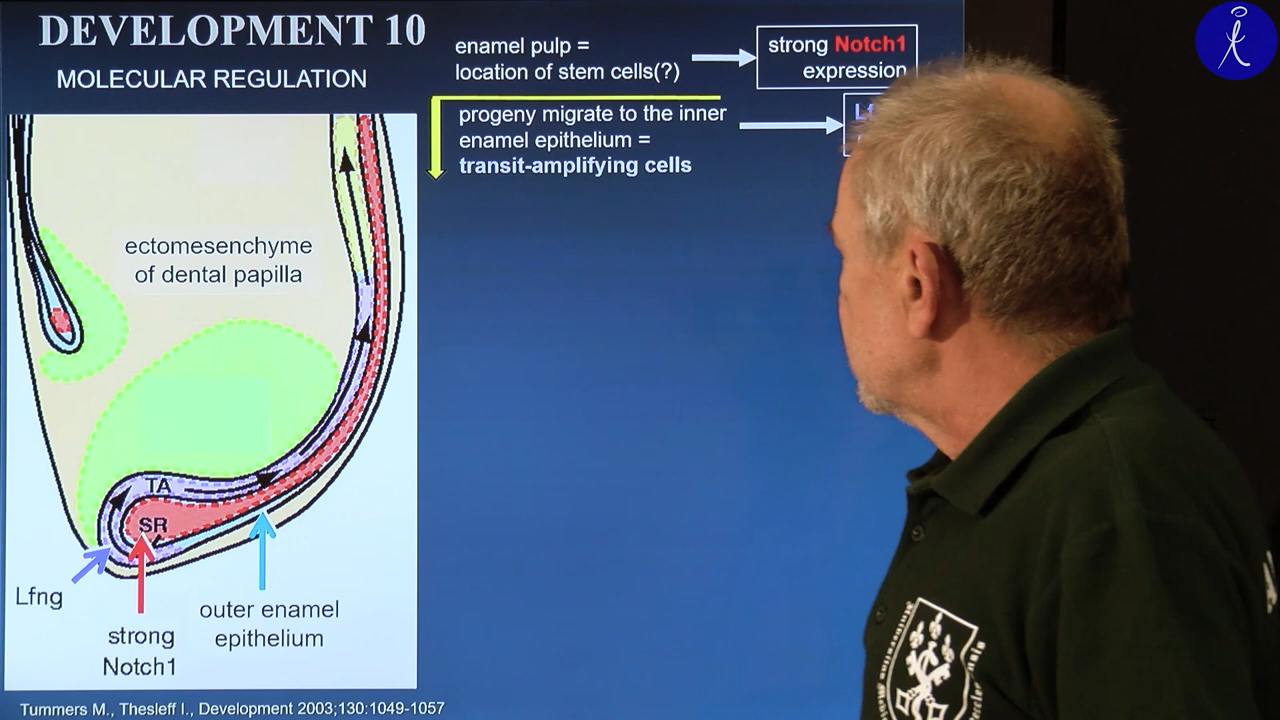 DEVELOPMENT 10
MOLECULAR REGULATION
enamel pulp =
location of stem cells(?)
strong Notch1
expression
progeny migrate to the inner
enamel epithelium =
transit-amplifying cells
ectomesenchyme
of dental papilla
TA
SR
Lfng
strong
Notch1
outer enamel
epithelium
Tummers M., Thesleff I., Development 2003;130:1049-1057